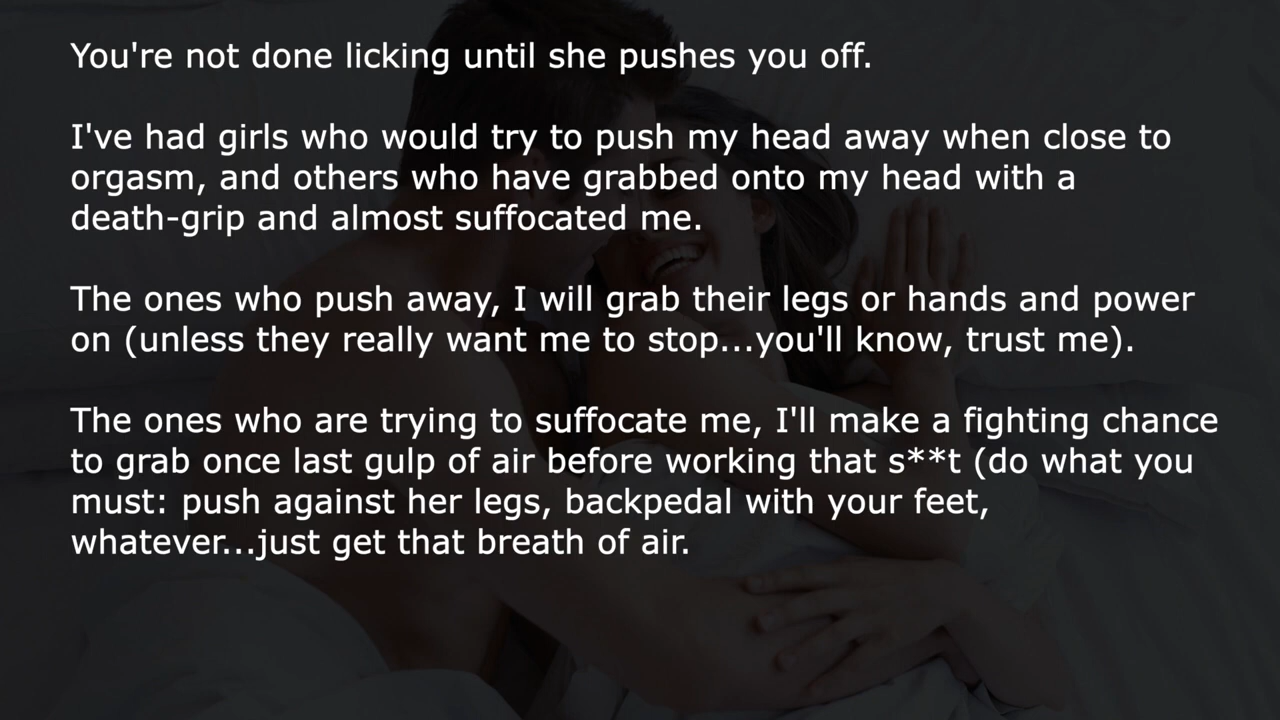 You're not done licking until she pushes you off.
I've had girls who would try to push my head away when close to
orgasm, and others who have grabbed onto my head with a
death-grip and almost suffocated me.
The ones who push away, I will grab their legs or hands and power
on (unless they really want me to stop...you'll know, trust me).
The ones who are trying to suffocate me, I'll make a fighting chance
to grab once last gulp of air before working that s**t (do what you
must: push against her legs, backpedal with your feet,
whatever...just get that breath of air.